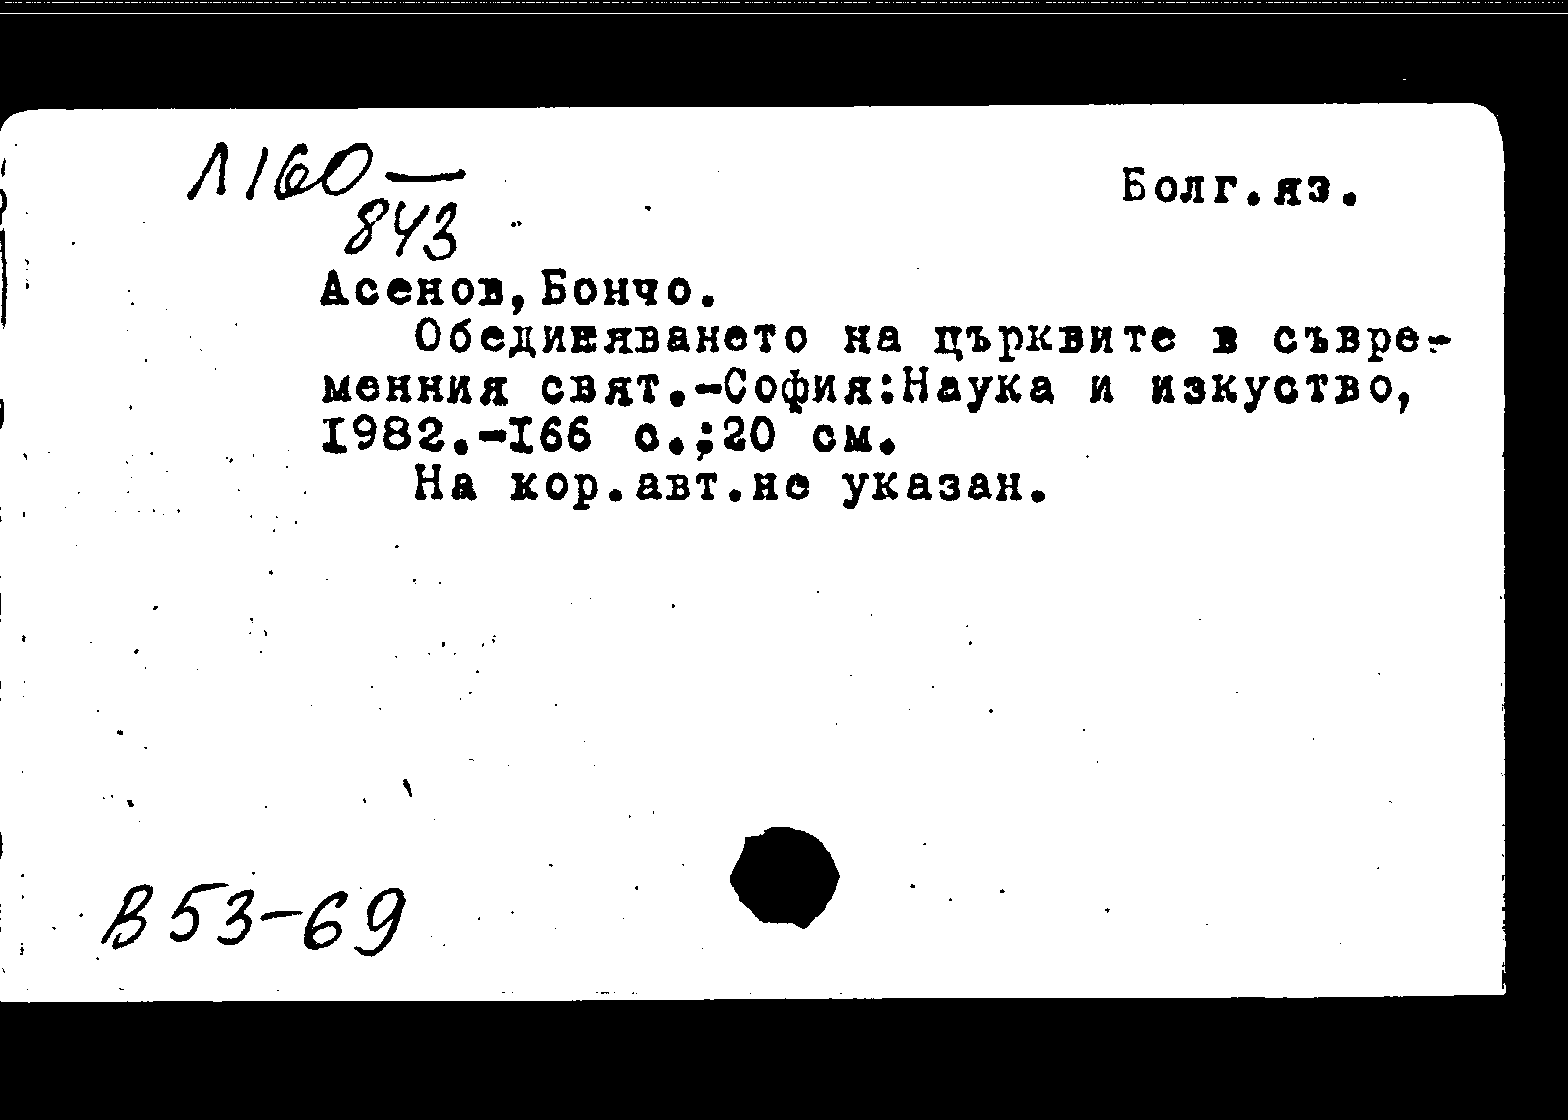 Л160—
843
Болг.яз.
Асенов,Бончо.
Обединяването на църквите в съвре-
менния свят.-София:Наука и изкуство,
1982.-166 с.;20 см.
На кор.авт.не указан.
В53-69